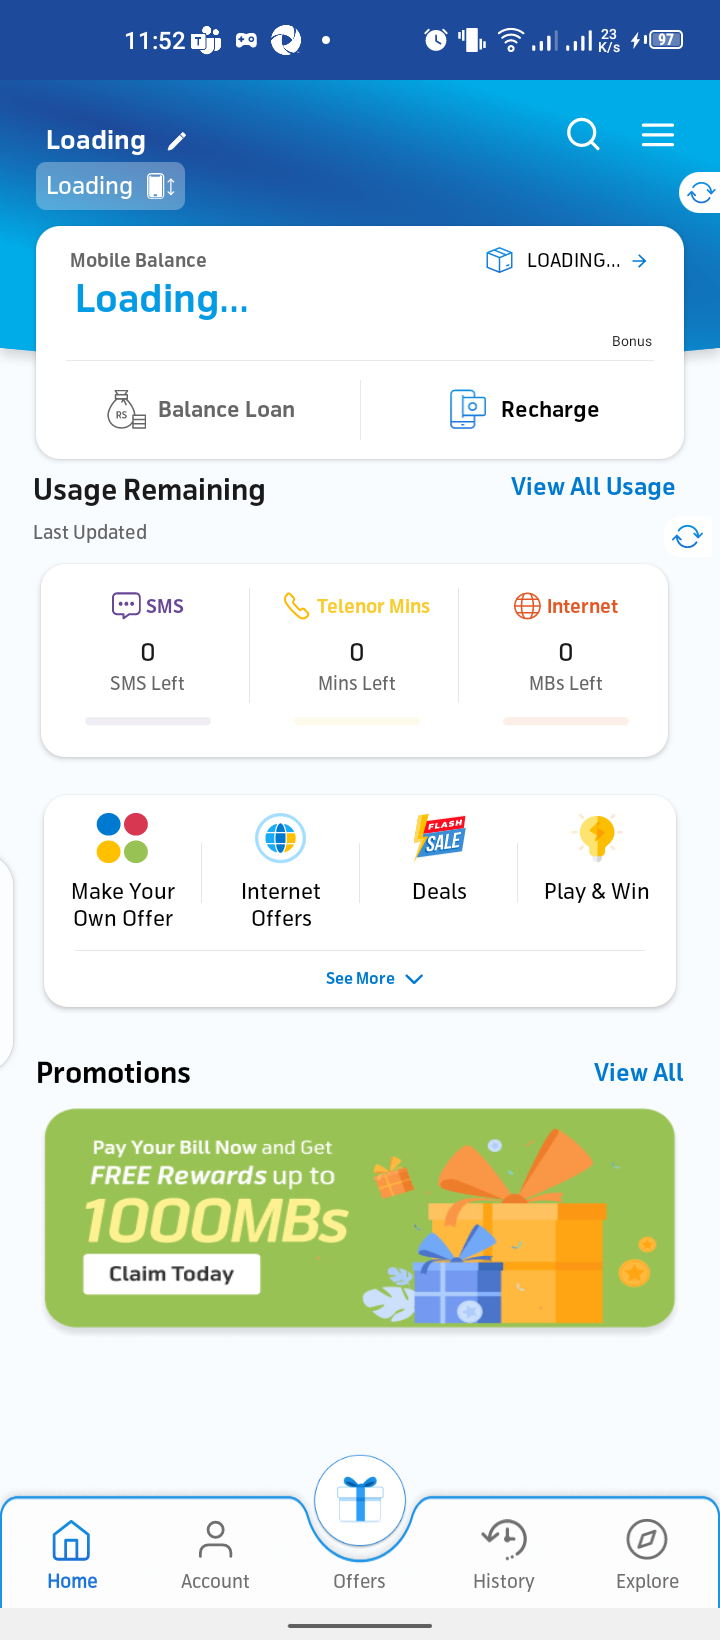 11:52
23 K/s
97
Loading
Loading
Mobile Balance
LOADING...
Loading...
Bonus
RS
Balance Loan
Recharge
Usage Remaining
View All Usage
Last Updated
SMS
Telenor Mins
Internet
0
0
0
SMS Left
Mins Left
MBs Left
FLASH
SALE
Make Your
Own Offer
Internet
Offers
Deals
Play & Win
See More
Promotions
View All
Pay Your Bill Now and Get
FREE Rewards up to
1000MBs
Claim Today
Home
Account
Offers
History
Explore